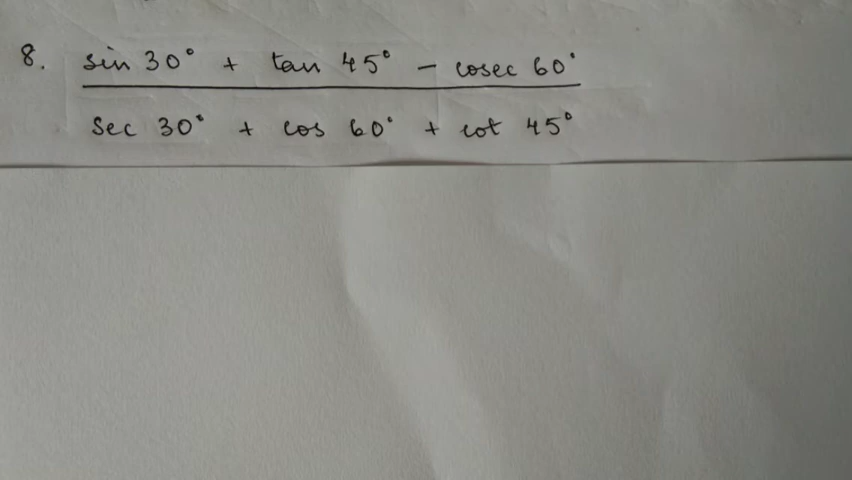 8. sin 30° + tan 45° - cosec 60°
sec 30° + cos 60° + cot 45°